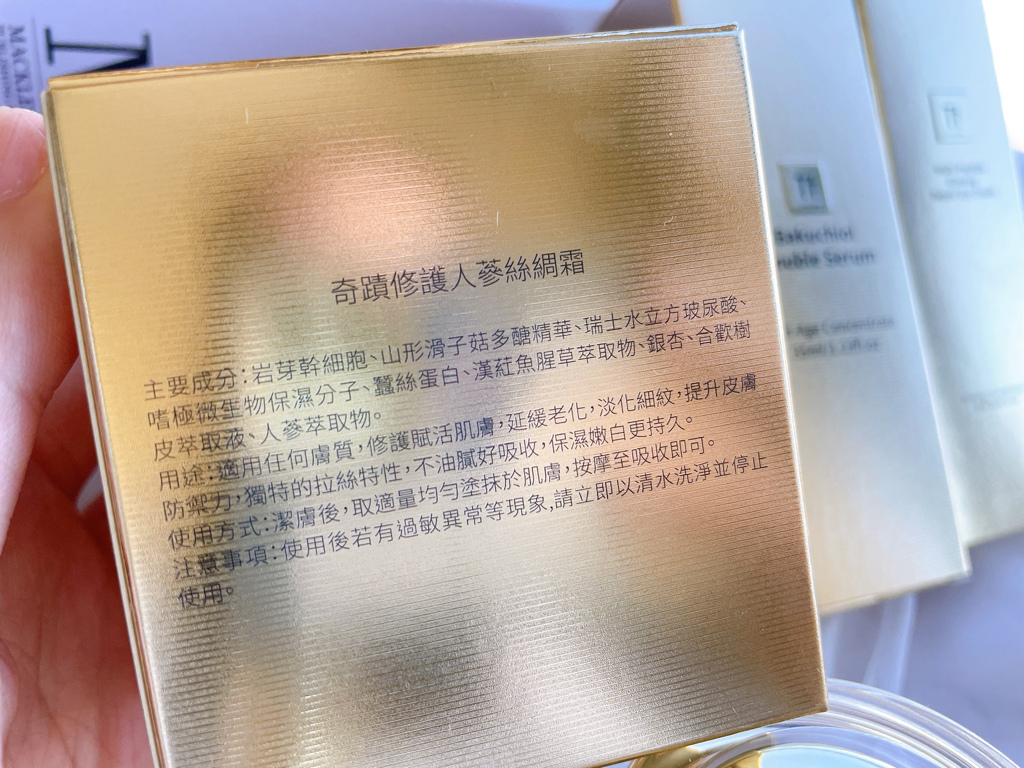 奇蹟修護人蔘絲綢霜
主要成分:岩芽幹細胞、山形滑子菇多醣精華、瑞士水立方玻尿酸、
嗜極微生物保濕分子、蠶絲蛋白、漢葒魚腥草萃取物、銀杏、合歡樹
皮萃取液、人蔘萃取物。
用途:適用任何膚質,修護賦活肌膚,延緩老化,淡化細紋,提升皮膚
防禦力,獨特的拉絲特性,不油膩好吸收,保濕嫩白更持久。
使用方式:潔膚後,取適量均勻塗抹於肌膚,按摩至吸收即可。
注意事項:使用後若有過敏異常等現象,請立即以清水洗淨並停止
使用。
Bakuchiol
Serum
Age Concentrate